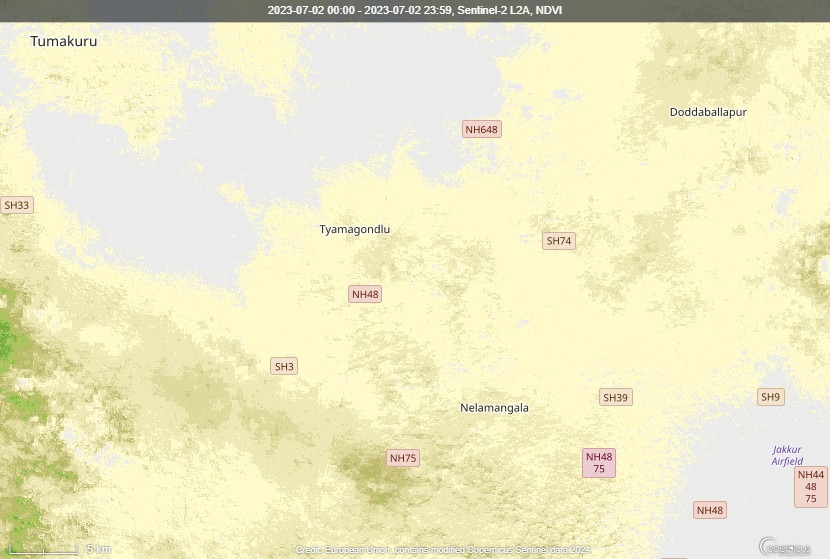 2023-07-02 00:00 - 2023-07-02 23:59, Sentinel-2 L2A, NDVI
Tumakuru
Doddaballapur
NH648
SH33
Tyamagondlu
SH74
NH48
SH3
SH39
SH9
Nelamangala
NH75
NH48
75
Jakkur
Airfield
NH44
48
75
NH48
5 km
Credit: European Union, contains modified Copernicus Sentinel data 2024
opernicus